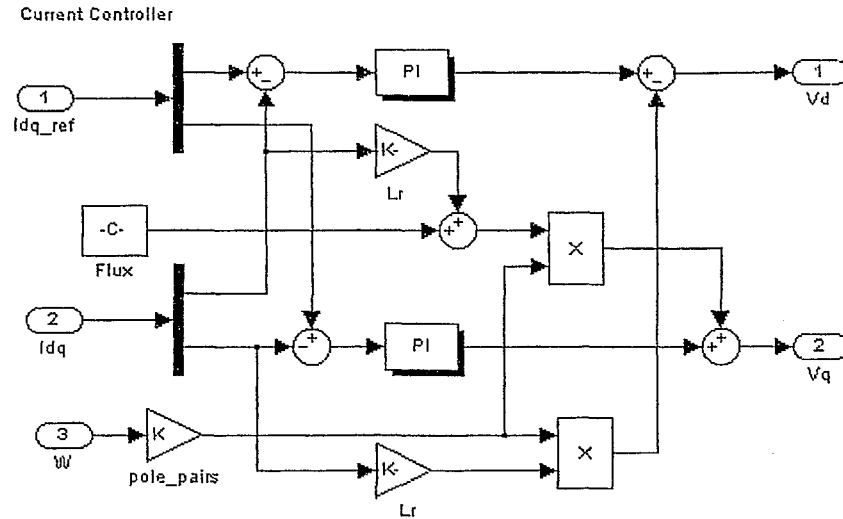 Current Controller
1
Idq_ref
+
-
PI
+
-
1
Vd
K-
Lr
-C-
Flux
+
+
X
2
Idq
-
+
PI
+
+
2
Vq
3
W
K
pole_pairs
K-
Lr
X